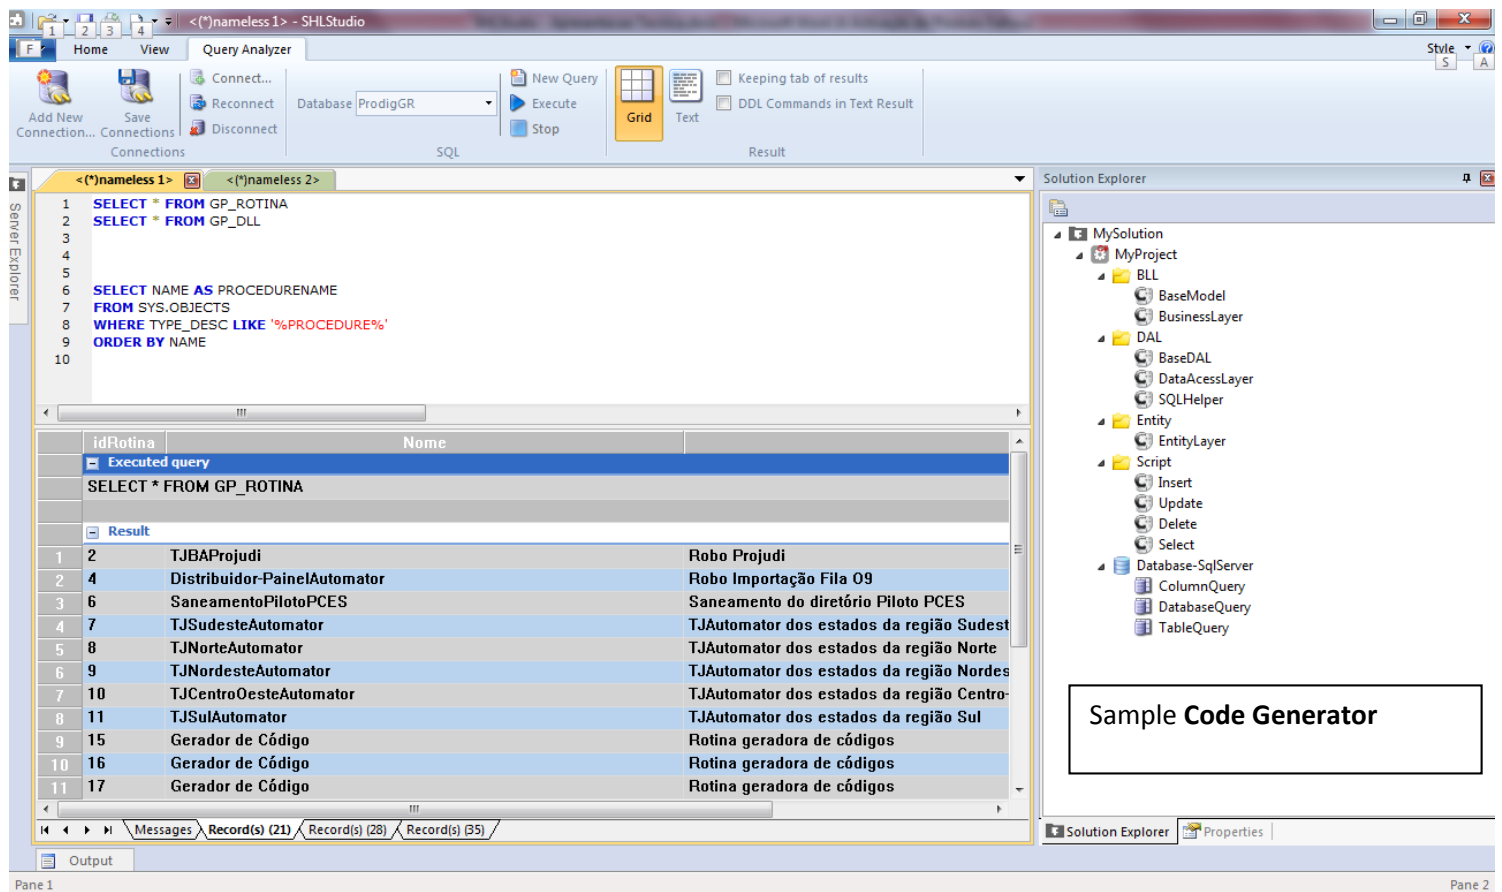 <(*)nameless1> - SHLStudio
1 2 3 4
F Home View Query Analyzer Style
S A
Add New Connection...
Save Connections
Connections
Connect...
Reconnect
Disconnect
Database ProdigGR
SQL
New Query
Execute
Stop
Grid
Text
Keeping tab of results
DDL Commands in Text Result
Result
Server Explorer
<(*)nameless 1> <(*)nameless 2>
1 SELECT * FROM GP_ROTINA
2 SELECT * FROM GP_DLL
3
4
5
6 SELECT NAME AS PROCEDURENAME
7 FROM SYS.OBJECTS
8 WHERE TYPE_DESC LIKE '%PROCEDURE%'
9 ORDER BY NAME
10
idRotina Nome
Executed query
SELECT * FROM GP_ROTINA
Result
1 2 TJBAProjudi Robo Projudi
2 4 Distribuidor-PainelAutomator Robo Importação Fila 09
3 6 SaneamentoPilotoPCES Saneamento do diretório Piloto PCES
4 7 TJSudesteAutomator TJAutomator dos estados da região Sudest
5 8 TJNorteAutomator TJAutomator dos estados da região Norte
6 9 TJNordesteAutomator TJAutomator dos estados da região Nordes
7 10 TJCentroOesteAutomator TJAutomator dos estados da região Centro-
8 11 TJSulAutomator TJAutomator dos estados da região Sul
9 15 Gerador de Código Rotina geradora de códigos
10 16 Gerador de Código Rotina geradora de códigos
11 17 Gerador de Código Rotina geradora de códigos
Messages Record(s) (21) Record(s) (28) Record(s) (35)
Output
Pane 1
Solution Explorer
MySolution
MyProject
BLL
BaseModel
BusinessLayer
DAL
BaseDAL
DataAcessLayer
SQLHelper
Entity
EntityLayer
Script
Insert
Update
Delete
Select
Database-SqlServer
ColumnQuery
DatabaseQuery
TableQuery
Sample Code Generator
Solution Explorer Properties
Pane 2